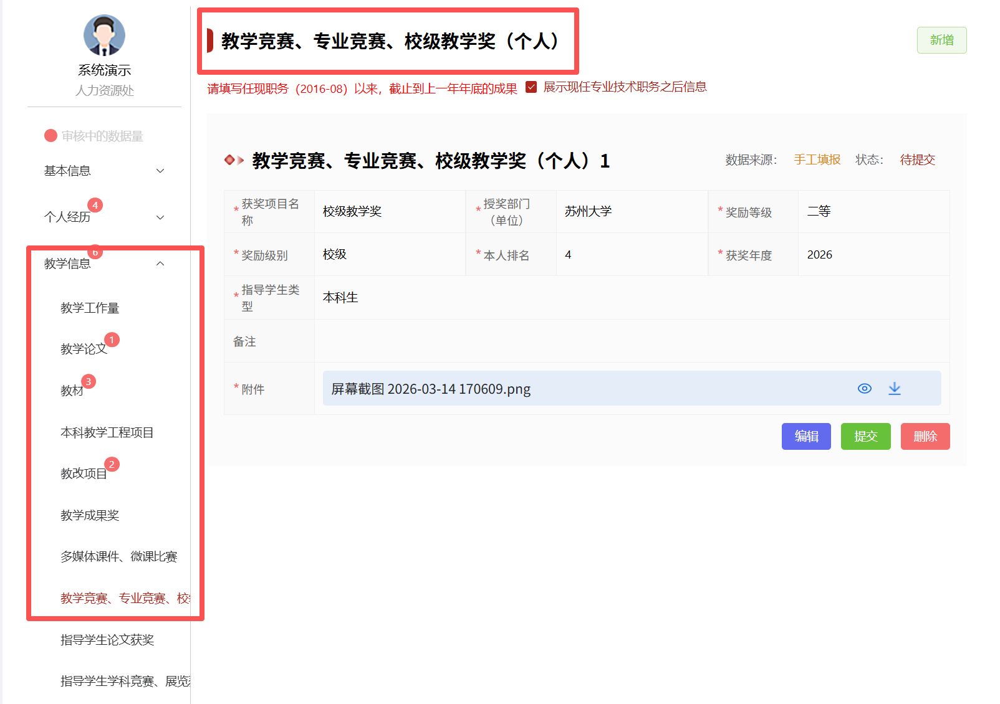 系统演示
人力资源处
审核中的数据量
基本信息
4
个人经历
6
教学信息
教学工作量
1
教学论文
3
教材
本科教学工程项目
2
教改项目
教学成果奖
多媒体课件、微课比赛
教学竞赛、专业竞赛、校
指导学生论文获奖
指导学生学科竞赛、展览
教学竞赛、专业竞赛、校级教学奖（个人）
新增
请填写任现职务（2016-08）以来，截止到上一年年底的成果 展示现任专业技术职务之后信息
教学竞赛、专业竞赛、校级教学奖（个人）1
数据来源： 手工填报 状态： 待提交
* 获奖项目名称 校级教学奖 * 授奖部门（单位） 苏州大学 * 奖励等级 二等
* 奖励级别 校级 * 本人排名 4 * 获奖年度 2026
* 指导学生类型 本科生
备注
* 附件 屏幕截图 2026-03-14 170609.png
编辑 提交 删除